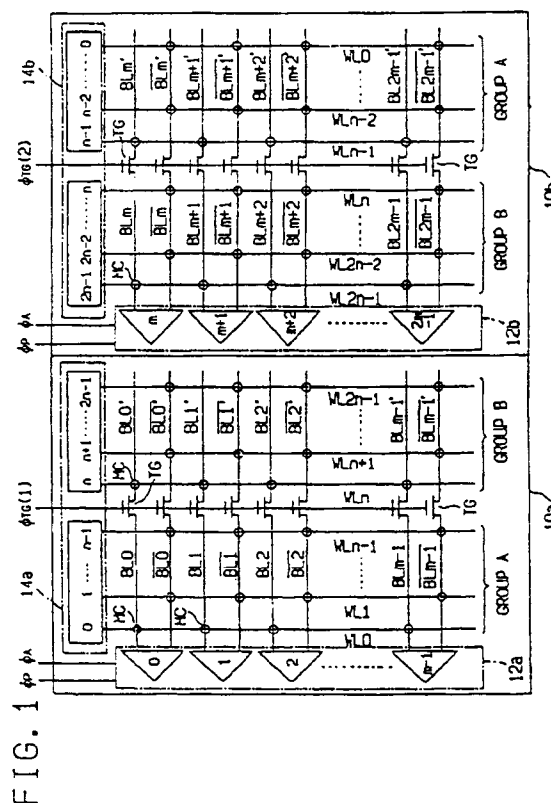 FIG. 1
φP φA
14a
φTG(1)
0 1 ...... n-1
n n+1 ...... 2n-1
MC
MC
MC
TG
BL0
BL0
BL1
BL1
BL2
BL2
BLm-1
BLm-1
BL0'
BL0'
BL1'
BL1'
BL2'
BL2'
BLm-1'
BLm-1'
0
1
2
m-1
WL0
WL1
WLn-1
WLn
WLn+1
WL2n-1
TG
12a
GROUP A
GROUP B
10a
φP φA
φTG(2)
14b
2n-1 2n-2 ...... n
n-1 n-2 ...... 0
MC
TG
BLm
BLm
BLm+1
BLm+1
BLm+2
BLm+2
BL2m-1
BL2m-1
BLm'
BLm'
BLm+1'
BLm+1'
BLm+2'
BLm+2'
BL2m-1'
BL2m-1'
m
m+1
m+2
2m-1
WL2n-1
WL2n-2
WLn
WLn-1
WLn-2
WL0
TG
12b
GROUP B
GROUP A